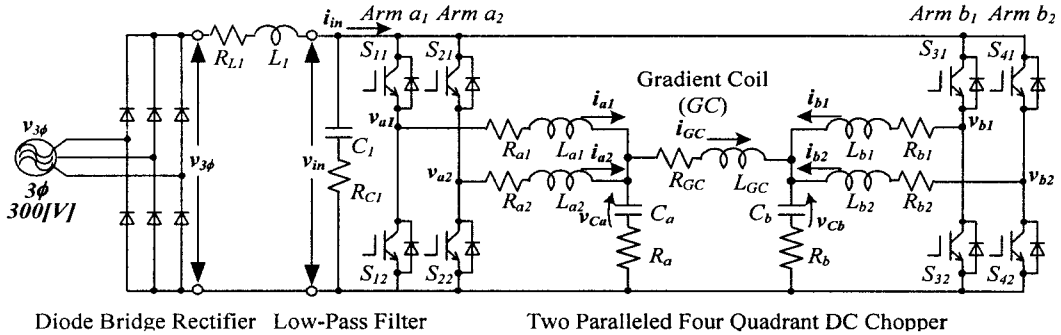 i_in Arm a1 Arm a2 Arm b1 Arm b2
R_L1 L_1 S_11 S_21 S_31 S_41
Gradient Coil
(GC)
v_3ϕ v_a1 i_a1 i_GC i_b1 v_b1
R_a1 L_a1 L_b1 R_b1
3ϕ
300[V]
v_3ϕ v_in C_1 R_C1 v_a2 i_a2 R_GC L_GC i_b2 v_b2
R_a2 L_a2 L_b2 R_b2
v_Ca C_a C_b v_Cb
S_12 S_22 R_a R_b S_32 S_42
Diode Bridge Rectifier Low-Pass Filter Two Paralleled Four Quadrant DC Chopper